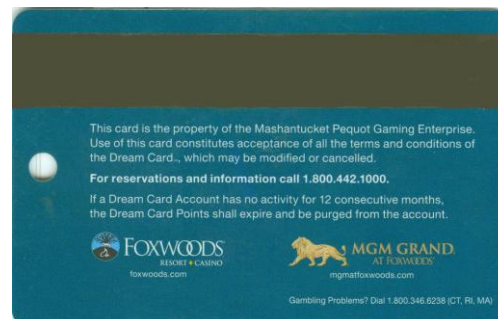 This card is the property of the Mashantucket Pequot Gaming Enterprise.
Use of this card constitutes acceptance of all the terms and conditions of
the Dream Card™, which may be modified or cancelled.
For reservations and information call 1.800.442.1000.
If a Dream Card Account has no activity for 12 consecutive months,
the Dream Card Points shall expire and be purged from the account.
FOXWOODS
RESORT CASINO
foxwoods.com
MGM GRAND
AT FOXWOODS
mgmatfoxwoods.com
Gambling Problems? Dial 1.800.346.6238 (CT, RI, MA)